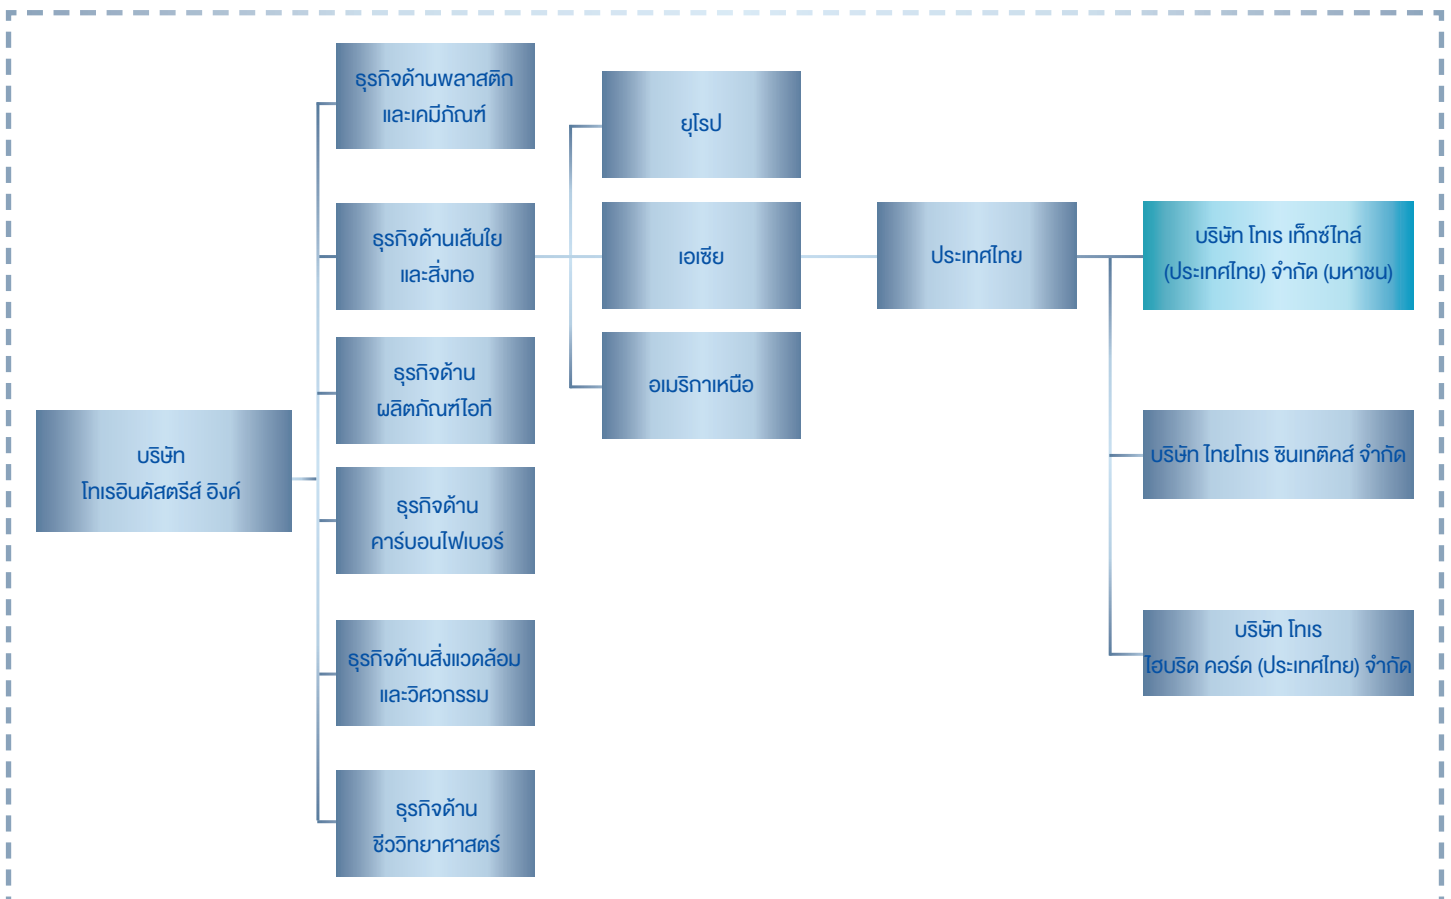 ธุรกิจด้านพลาสติก
และเคมีภัณฑ์
ธุรกิจด้านเส้นใย
และสิ่งทอ
ธุรกิจด้าน
ผลิตภัณฑ์ไอที
บริษัท
โทเรอินดัสตรีส์ อิงค์
ธุรกิจด้าน
คาร์บอนไฟเบอร์
ธุรกิจด้านสิ่งแวดล้อม
และวิศวกรรม
ธุรกิจด้าน
ชีววิทยาศาสตร์
ยุโรป
เอเซีย
อเมริกาเหนือ
ประเทศไทย
บริษัท โทเร เท็กซ์ไทล์
(ประเทศไทย) จำกัด (มหาชน)
บริษัท ไทยโทเร ซินเทติคส์ จำกัด
บริษัท โทเร
ไฮบริด คอร์ด (ประเทศไทย) จำกัด